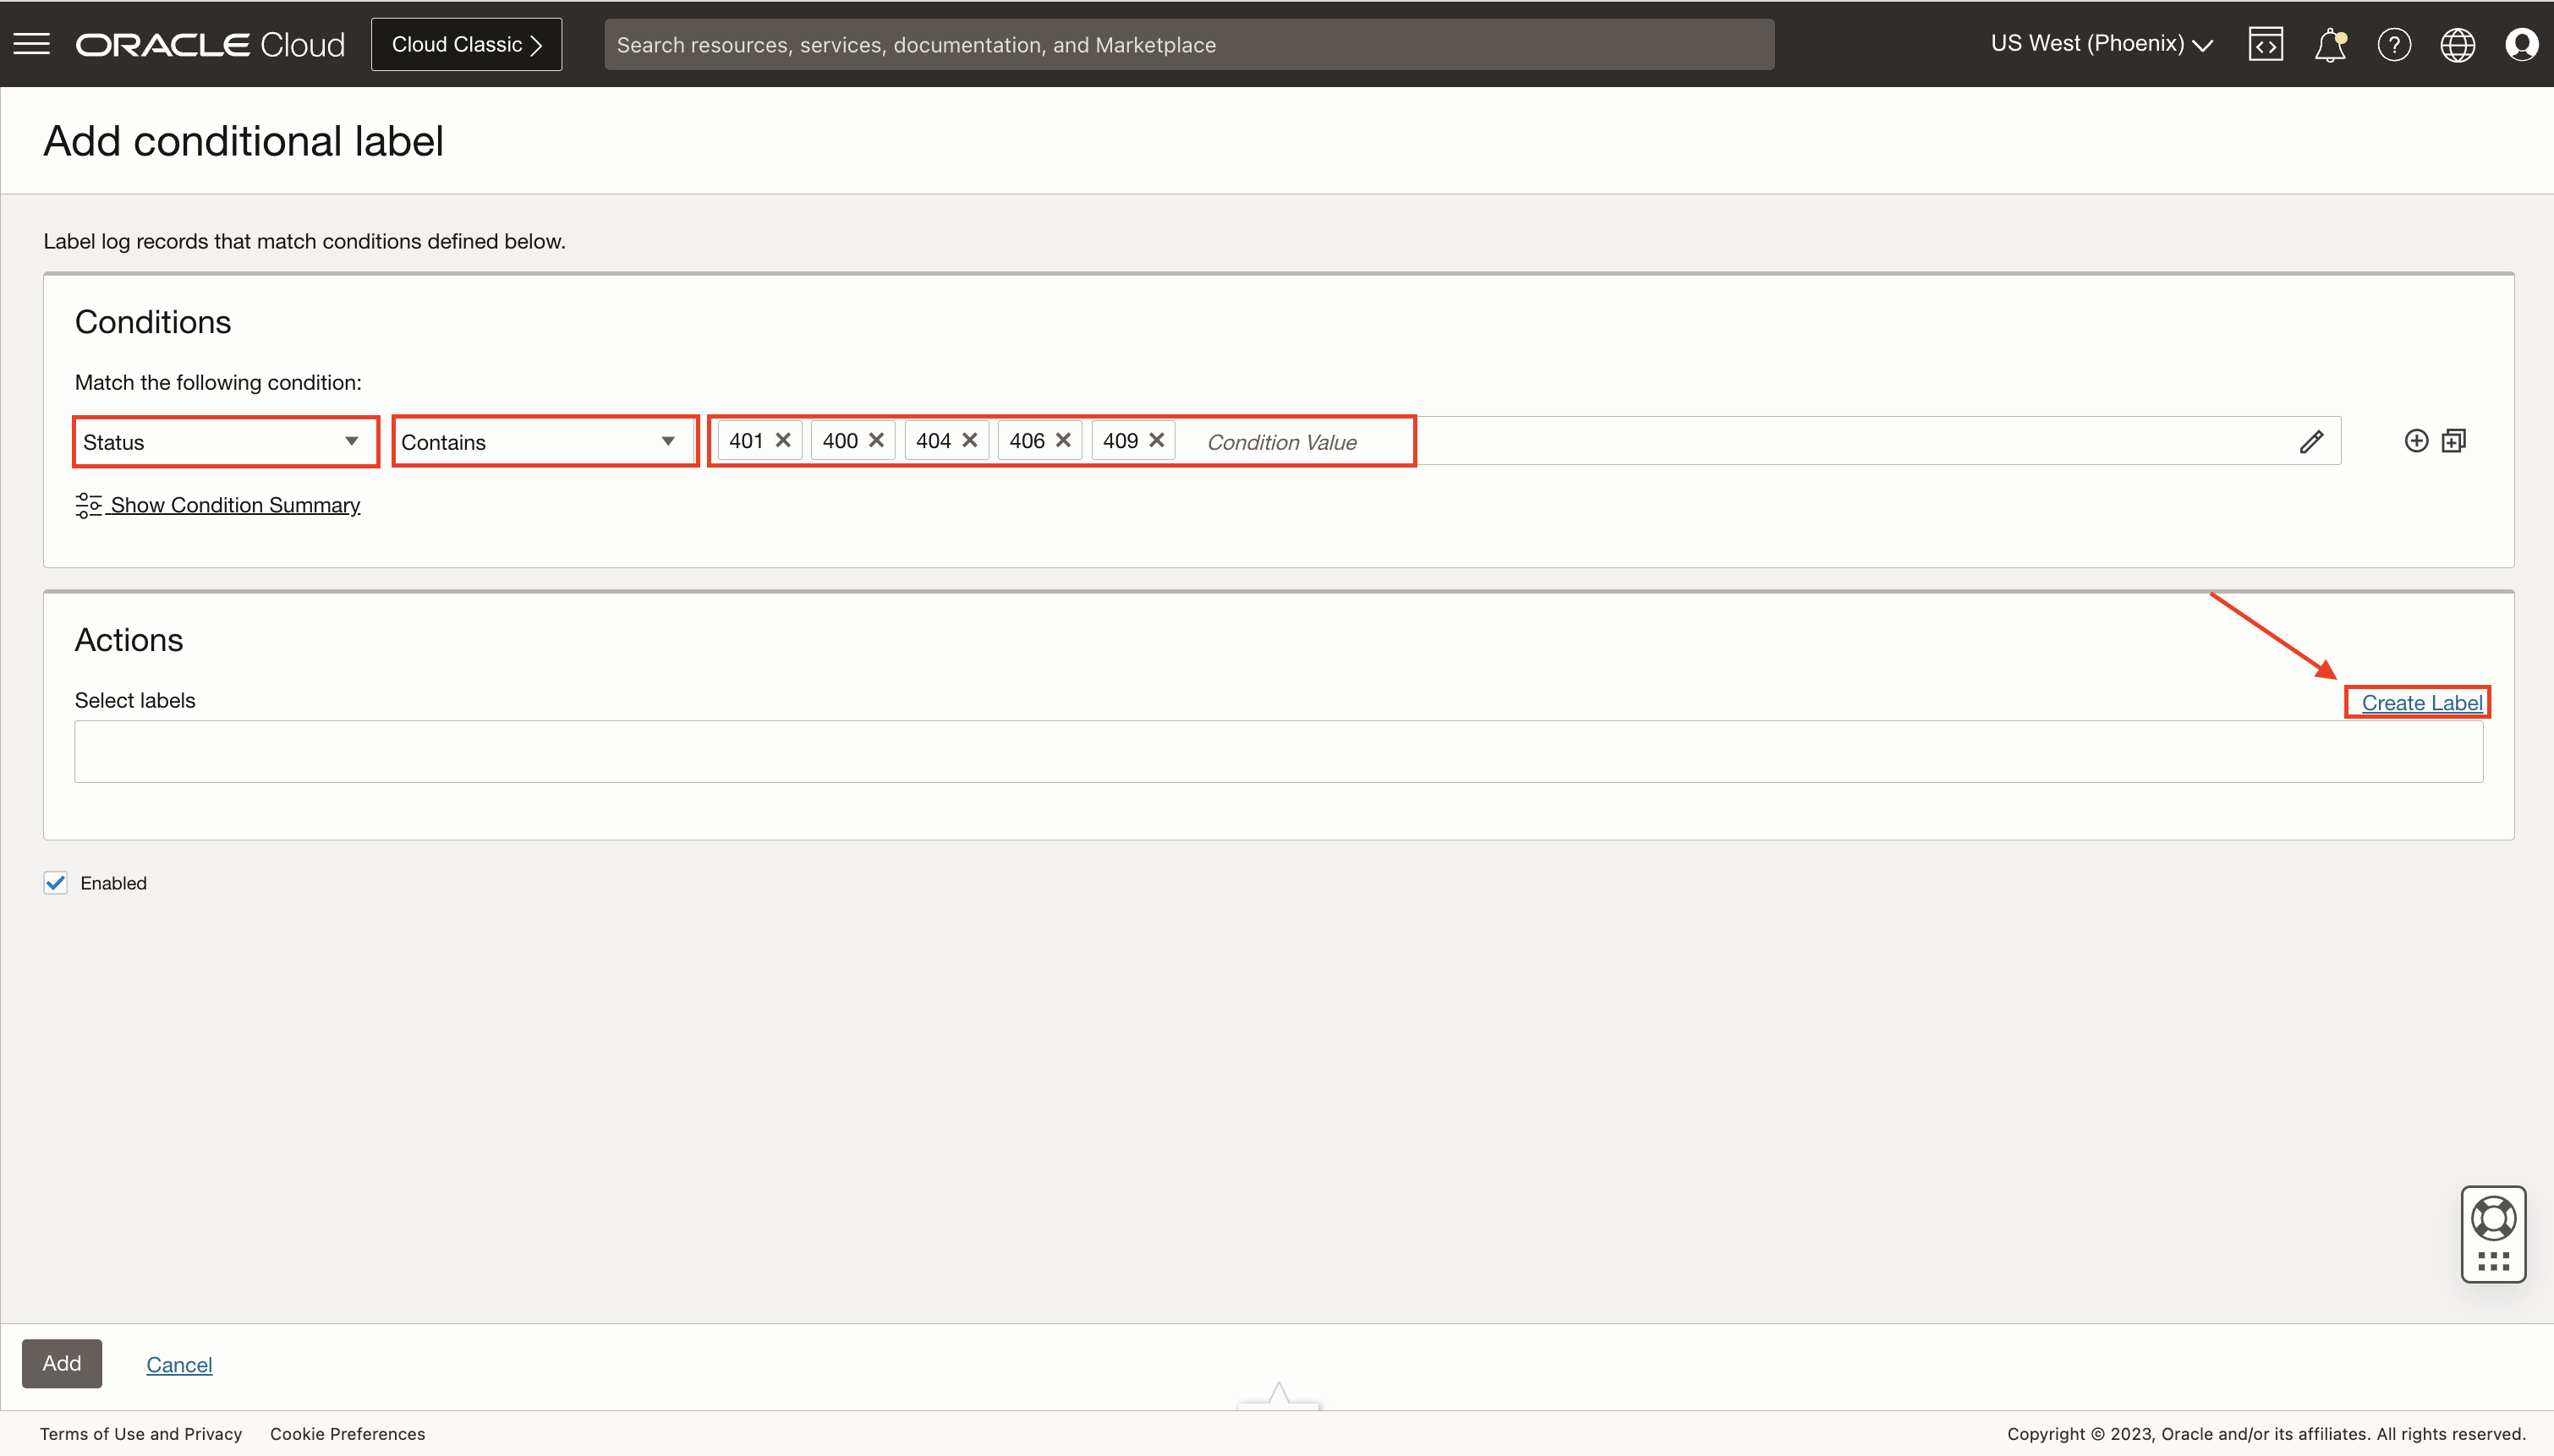 ORACLE Cloud Cloud Classic Search resources, services, documentation, and Marketplace US West (Phoenix)
Add conditional label
Label log records that match conditions defined below.
Conditions
Match the following condition:
Status Contains 401 400 404 406 409 Condition Value
Show Condition Summary
Actions
Select labels Create Label
Enabled
Add Cancel
Terms of Use and Privacy Cookie Preferences Copyright © 2023, Oracle and/or its affiliates. All rights reserved.